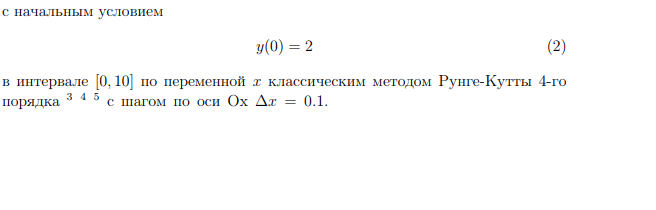 с начальным условием
y(0) = 2 (2)
в интервале [0, 10] по переменной x классическим методом Рунге-Кутты 4-го
порядка ³ ⁴ ⁵ с шагом по оси Ox Δx = 0.1.